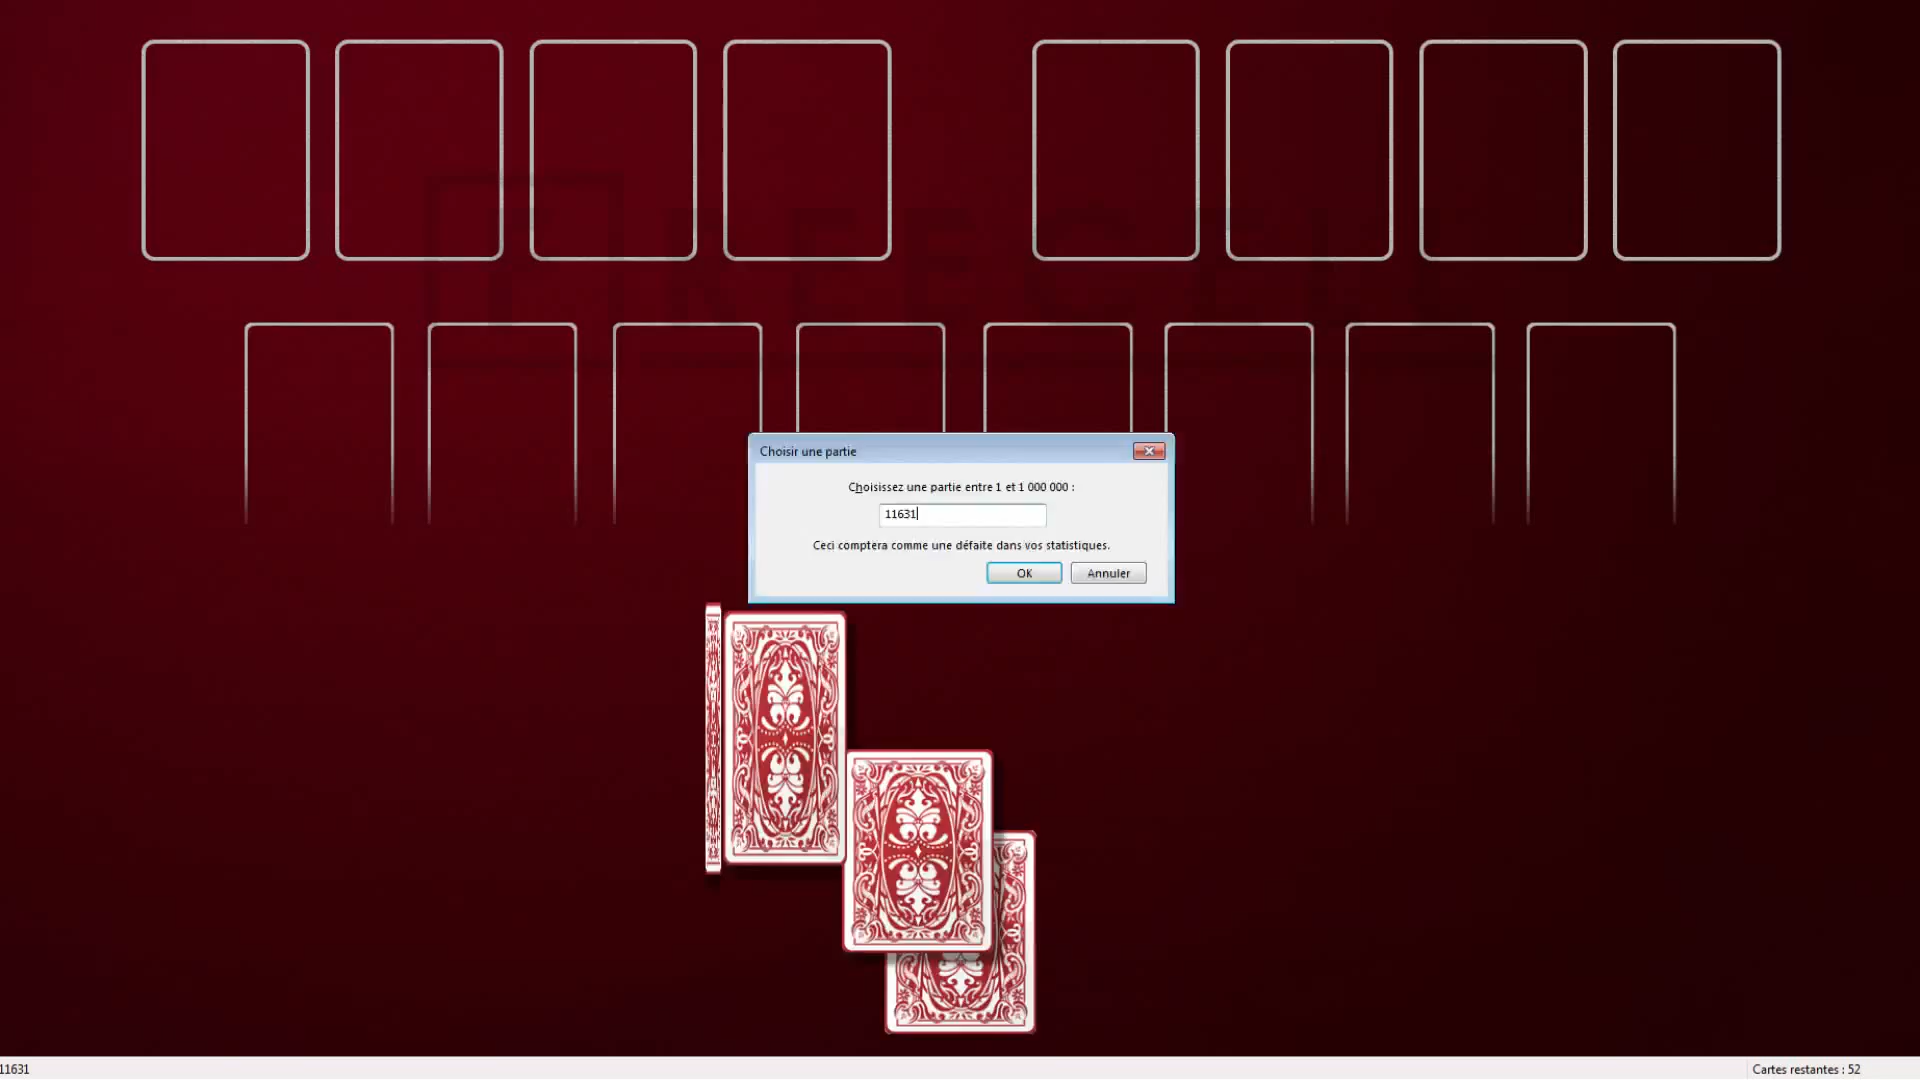 FREECELL
Choisir une partie
Choisissez une partie entre 1 et 1 000 000 :
11631
Ceci comptera comme une défaite dans vos statistiques.
OK
Annuler
11631
Cartes restantes : 52